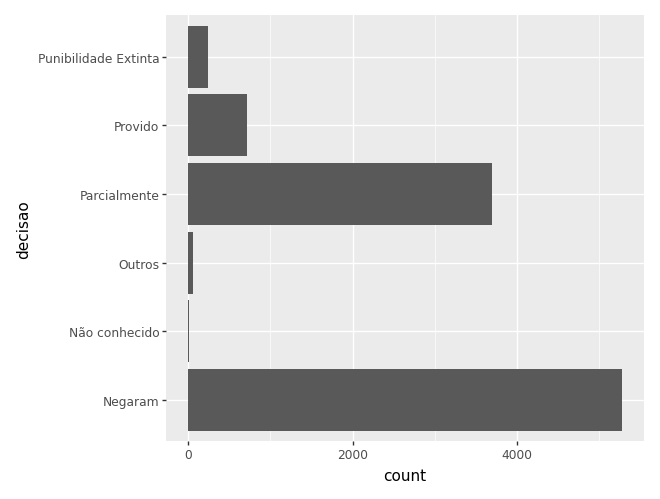 Punibilidade Extinta
Provido
Parcialmente
Outros
Não conhecido
Negaram
decisao
0 2000 4000
count